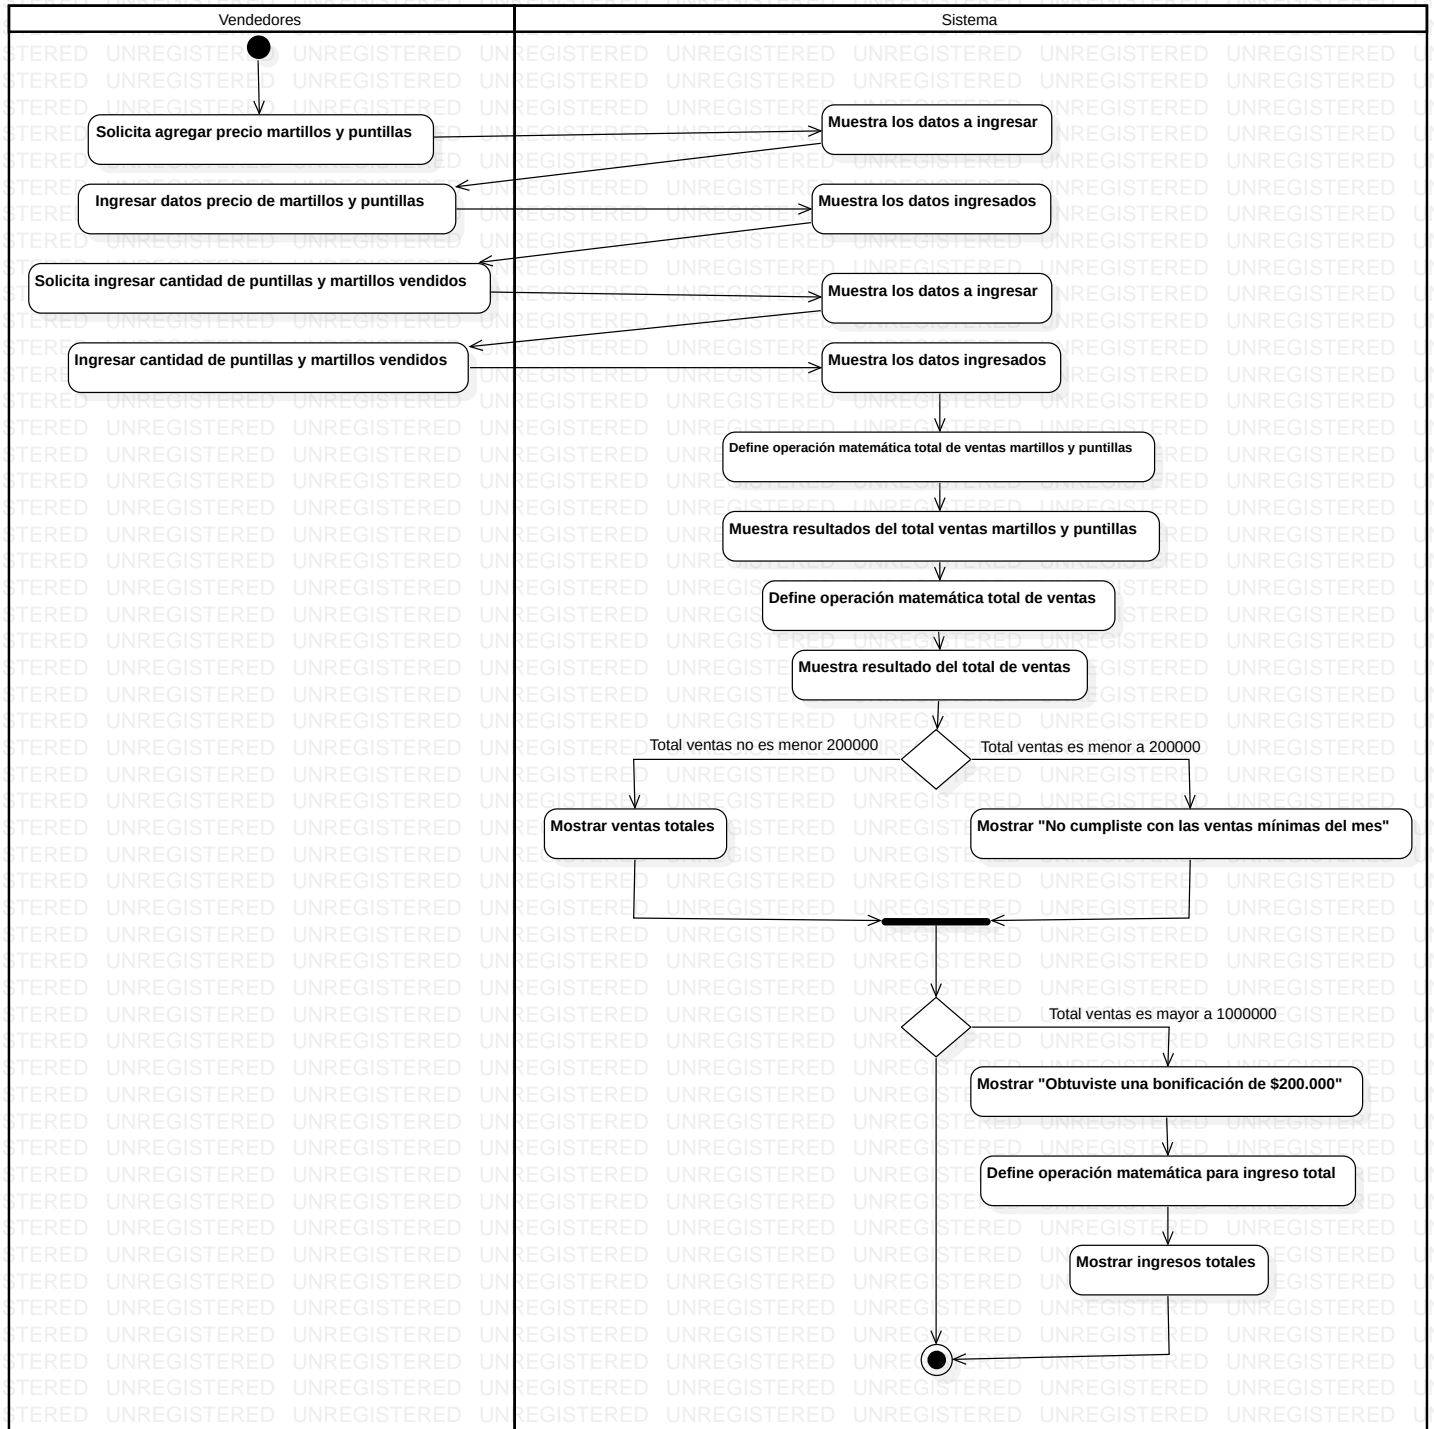 Vendedores
Sistema
Solicita agregar precio martillos y puntillas
Muestra los datos a ingresar
Ingresar datos precio de martillos y puntillas
Muestra los datos ingresados
Solicita ingresar cantidad de puntillas y martillos vendidos
Muestra los datos a ingresar
Ingresar cantidad de puntillas y martillos vendidos
Muestra los datos ingresados
Define operación matemática total de ventas martillos y puntillas
Muestra resultados del total ventas martillos y puntillas
Define operación matemática total de ventas
Muestra resultado del total de ventas
Total ventas no es menor 200000
Total ventas es menor a 200000
Mostrar ventas totales
Mostrar "No cumpliste con las ventas mínimas del mes"
Total ventas es mayor a 1000000
Mostrar "Obtuviste una bonificación de $200.000"
Define operación matemática para ingreso total
Mostrar ingresos totales
UNREGISTERED